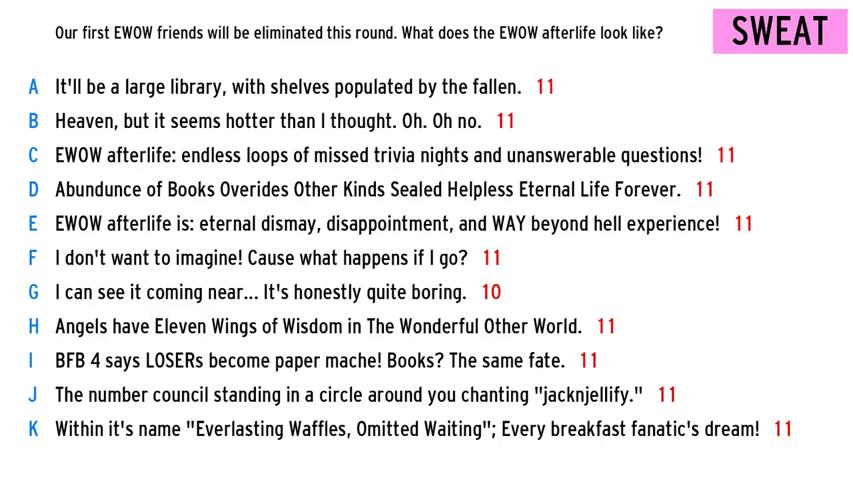 Our first EWOW friends will be eliminated this round. What does the EWOW afterlife look like?
SWEAT
A It'll be a large library, with shelves populated by the fallen. 11
B Heaven, but it seems hotter than I thought. Oh. Oh no. 11
C EWOW afterlife: endless loops of missed trivia nights and unanswerable questions! 11
D Abundunce of Books Overides Other Kinds Sealed Helpless Eternal Life Forever. 11
E EWOW afterlife is: eternal dismay, disappointment, and WAY beyond hell experience! 11
F I don't want to imagine! Cause what happens if I go? 11
G I can see it coming near... It's honestly quite boring. 10
H Angels have Eleven Wings of Wisdom in The Wonderful Other World. 11
I BFB 4 says LOSERs become paper mache! Books? The same fate. 11
J The number council standing in a circle around you chanting "jacknjellify." 11
K Within it's name "Everlasting Waffles, Omitted Waiting"; Every breakfast fanatic's dream! 11